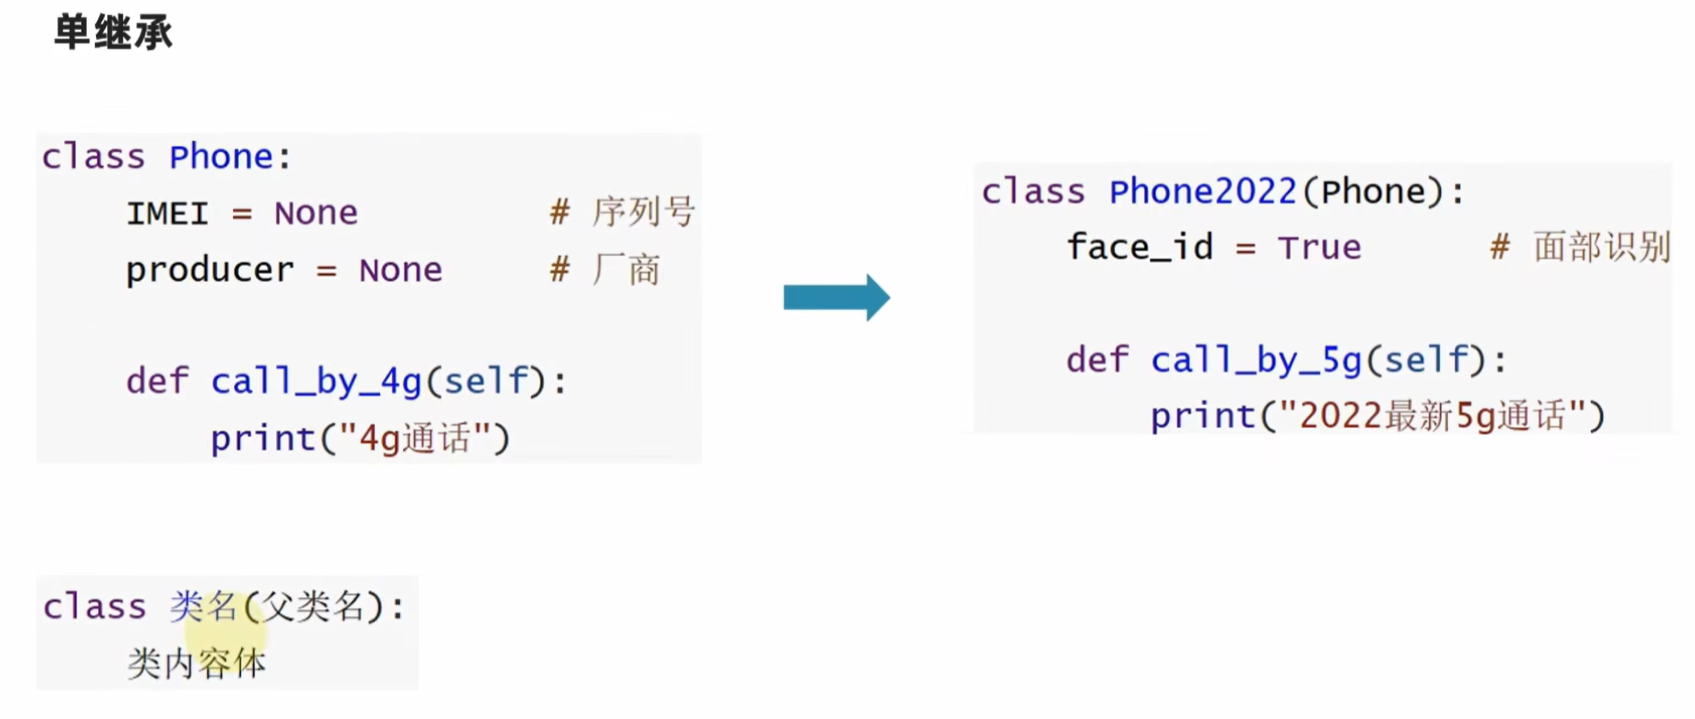 单继承
class Phone:
    IMEI = None          # 序列号
    producer = None      # 厂商
    def call_by_4g(self):
        print("4g通话")
class Phone2022(Phone):
    face_id = True       # 面部识别
    def call_by_5g(self):
        print("2022最新5g通话")
class 类名(父类名):
    类内容体